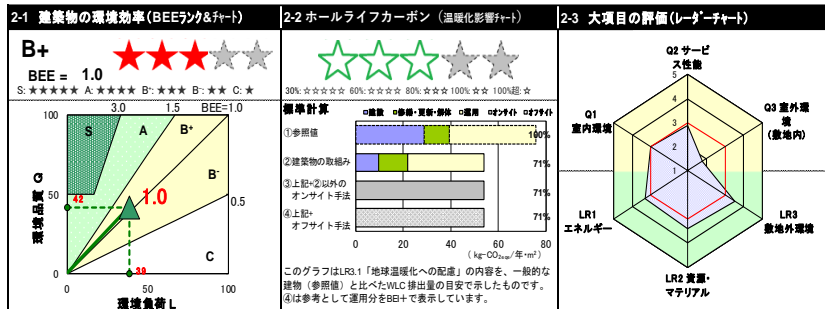 2-1 建築物の環境効率(BEEランク&チャート)
B+
★★★☆☆
BEE = 1.0
S: ★★★★★ A: ★★★★ B+: ★★★ B-: ★★ C: ★
3.0 1.5 BEE=1.0
100
S A B+
B-
0.5
50
42
1.0
C
0
39
0 50 100
環境品質 Q
環境負荷 L
2-2 ホールライフカーボン(温暖化影響チャート)
☆☆☆☆☆
30%: ☆☆☆☆☆ 60%: ☆☆☆☆ 80%: ☆☆☆ 100%: ☆☆ 100%超: ☆
標準計算
□建設 □修繕・更新・解体 □運用 □オンサイト □オフサイト
①参照値 100%
②建築物の取組み 71%
③上記+②以外の
オンサイト手法 71%
④上記+
オフサイト手法 71%
0 20 40 60 80
( kg-CO2eqs/年・m²)
このグラフはLR3.1「地球温暖化への配慮」の内容を、一般的な
建物(参照値)と比べたWLC 排出量の目安で示したものです。
④は参考として運用分をBEI+で表示しています。
2-3 大項目の評価(レーダーチャート)
Q2 サービ
ス性能
5
4
3
2
1
Q1
室内環境
Q3 室外環
境
(敷地内)
LR1
エネルギー
LR3
敷地外環境
LR2 資源・
マテリアル